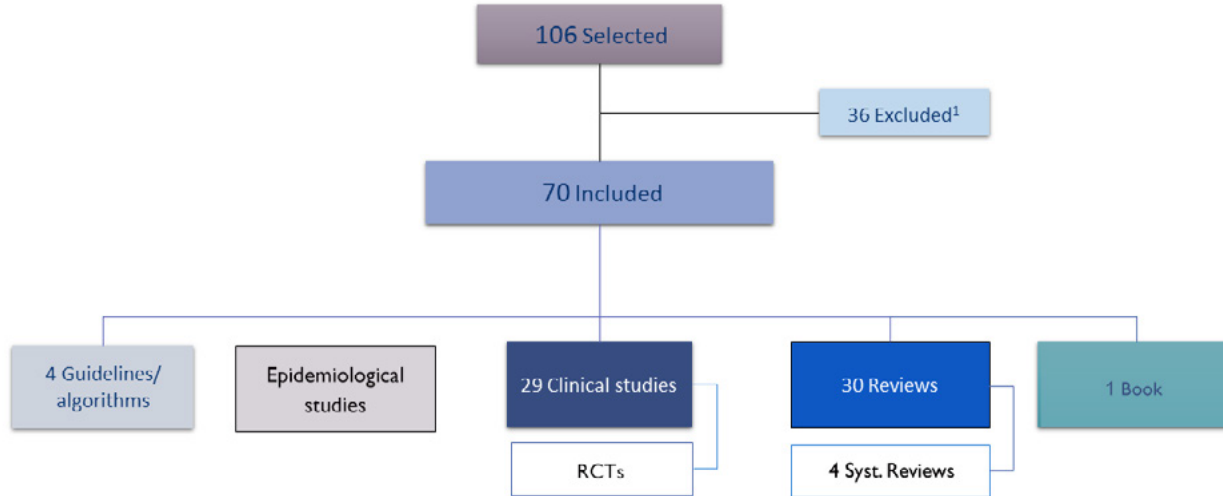 106 Selected
36 Excluded¹
70 Included
4 Guidelines/
algorithms
Epidemiological
studies
29 Clinical studies
30 Reviews
1 Book
RCTs
4 Syst. Reviews